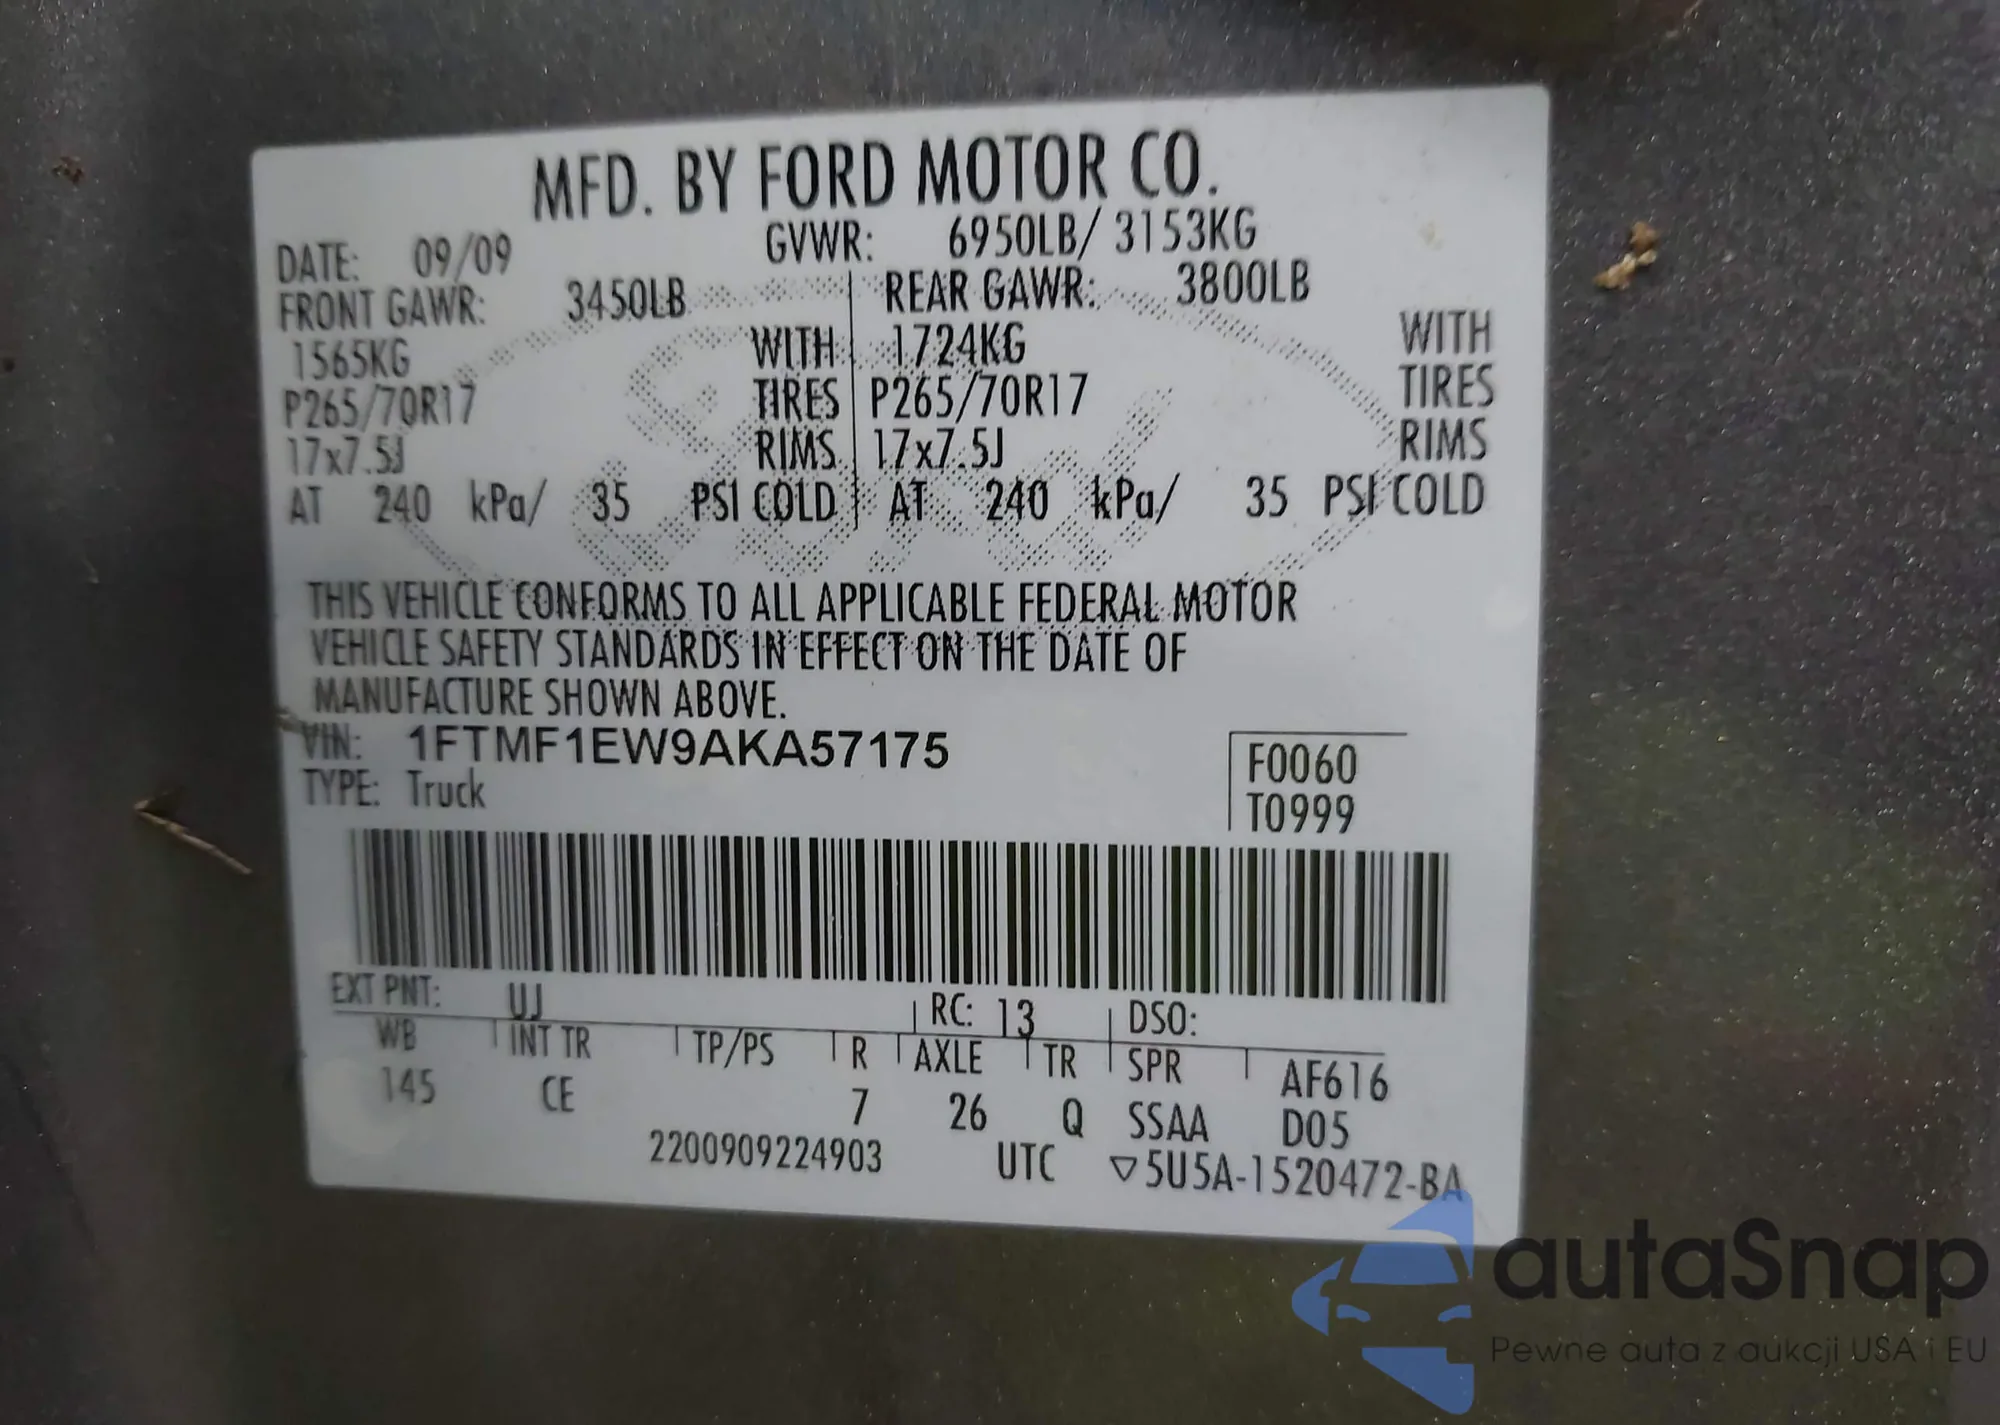 MFD. BY FORD MOTOR CO.
DATE: 09/09 GVWR: 6950LB/ 3153KG
FRONT GAWR: 3450LB REAR GAWR: 3800LB
1565KG WITH 1724KG WITH
P265/70R17 TIRES P265/70R17 TIRES
17x7.5J RIMS 17x7.5J RIMS
AT 240 kPa/ 35 PSI COLD AT 240 kPa/ 35 PSI COLD
THIS VEHICLE CONFORMS TO ALL APPLICABLE FEDERAL MOTOR
VEHICLE SAFETY STANDARDS IN EFFECT ON THE DATE OF
MANUFACTURE SHOWN ABOVE.
VIN: 1FTMF1EW9AKA57175 F0060
TYPE: Truck T0999
EXT PNT: UJ RC: 13 DSO:
WB INT TR TP/PS R AXLE TR SPR AF616
145 CE 7 26 Q SSAA D05
2200909224903 UTC ▽5U5A-1520472-BA
autaSnap
Pewne auta z aukcji USA i EU